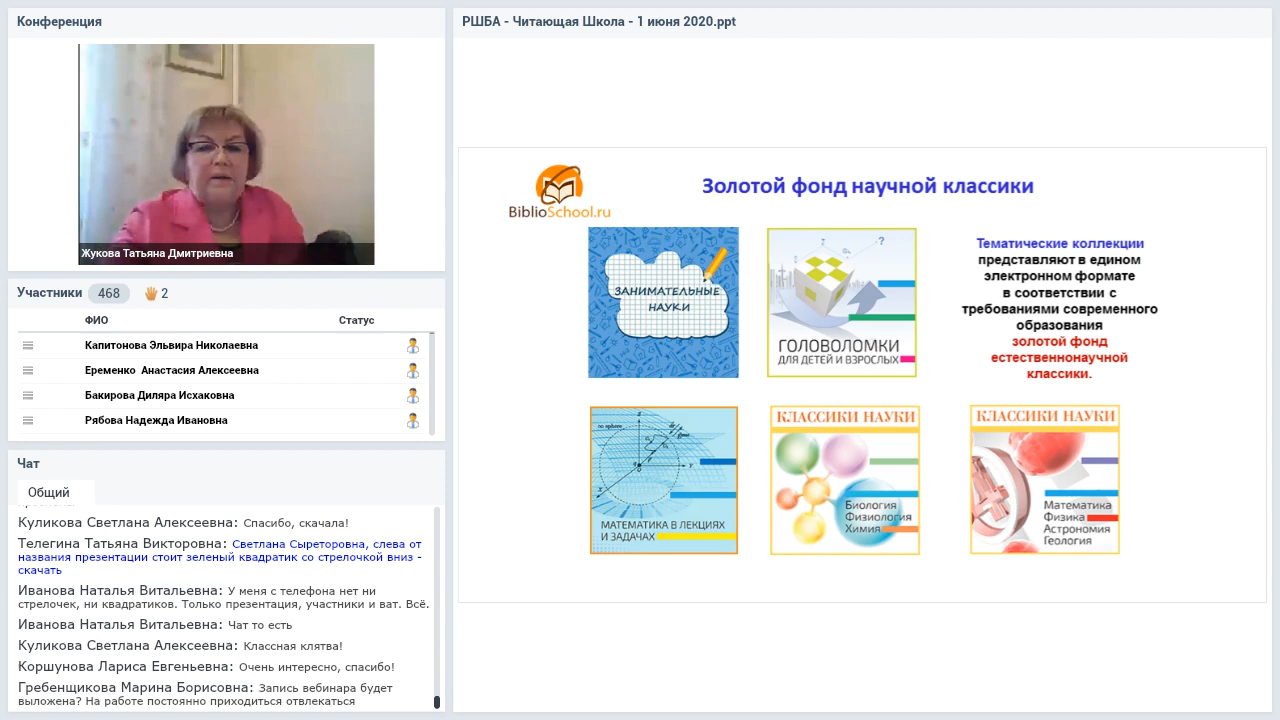 Конференция
Жукова Татьяна Дмитриевна
Участники 468 2
ФИО Статус
Капитонова Эльвира Николаевна
Еременко Анастасия Алексеевна
Бакирова Диляра Исхаковна
Рябова Надежда Ивановна
Чат
Общий
Куликова Светлана Алексеевна: Спасибо, скачала!
Телегина Татьяна Викторовна: Светлана Сыреторова, слева от
названия презентации стоит зеленый квадратик со стрелочкой вниз -
скачать
Иванова Наталья Витальевна: У меня с телефона нет ни
стрелочек, ни квадратиков. Только презентация, участники и ват. Всё.
Иванова Наталья Витальевна: Чат то есть
Куликова Светлана Алексеевна: Классная клятва!
Коршунова Лариса Евгеньевна: Очень интересно, спасибо!
Гребенщикова Марина Борисовна: Запись вебинара будет
выложена? На работе постоянно приходиться отвлекаться
РШБА - Читающая Школа - 1 июня 2020.ppt
BiblioSchool.ru
Золотой фонд научной классики
ЗАНИМАТЕЛЬНЫЕ
НАУКИ
?
ГОЛОВОЛОМКИ
ДЛЯ ДЕТЕЙ И ВЗРОСЛЫХ
Тематические коллекции
представляют в едином
электронном формате
в соответствии с
требованиями современного
образования
золотой фонд
естественнонаучной
классики.
МАТЕМАТИКА В ЛЕКЦИЯХ
И ЗАДАЧАХ
КЛАССИКИ НАУКИ
Биология
Физиология
Химия
КЛАССИКИ НАУКИ
Математика
Физика
Астрономия
Геология